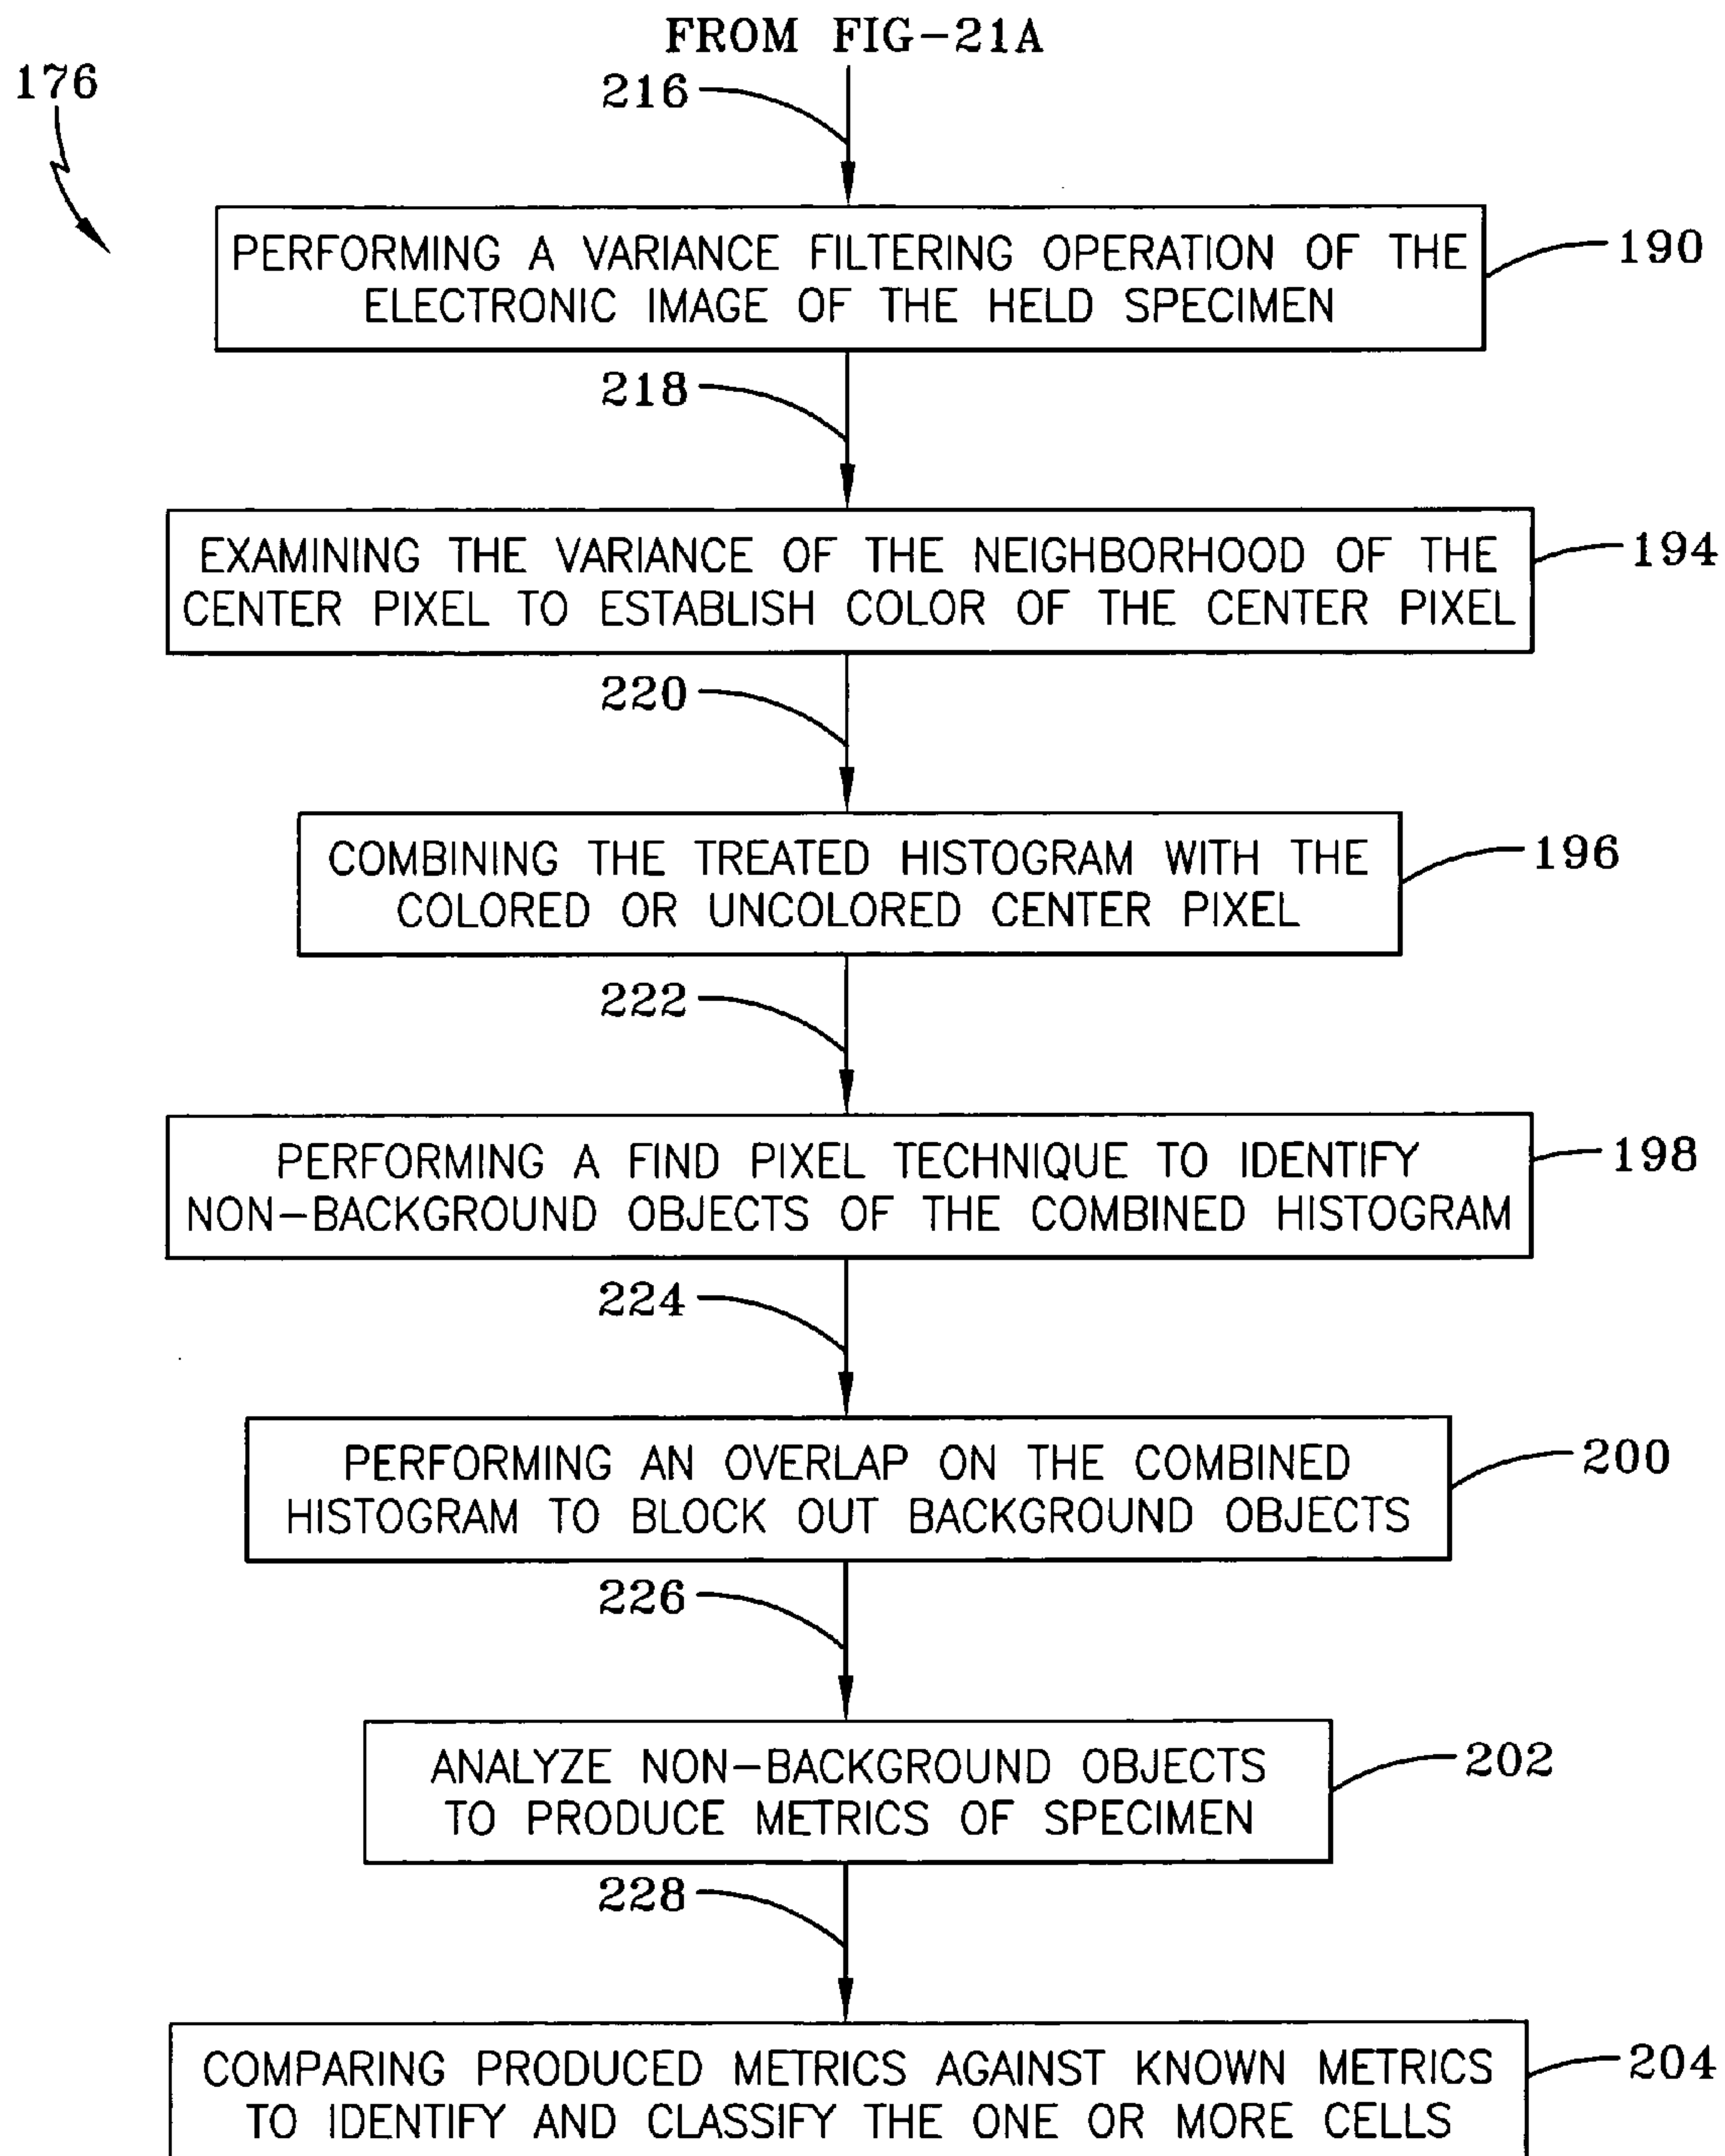 FROM FIG-21A
176
216
PERFORMING A VARIANCE FILTERING OPERATION OF THE
ELECTRONIC IMAGE OF THE HELD SPECIMEN
190
218
EXAMINING THE VARIANCE OF THE NEIGHBORHOOD OF THE
CENTER PIXEL TO ESTABLISH COLOR OF THE CENTER PIXEL
194
220
COMBINING THE TREATED HISTOGRAM WITH THE
COLORED OR UNCOLORED CENTER PIXEL
196
222
PERFORMING A FIND PIXEL TECHNIQUE TO IDENTIFY
NON-BACKGROUND OBJECTS OF THE COMBINED HISTOGRAM
198
224
PERFORMING AN OVERLAP ON THE COMBINED
HISTOGRAM TO BLOCK OUT BACKGROUND OBJECTS
200
226
ANALYZE NON-BACKGROUND OBJECTS
TO PRODUCE METRICS OF SPECIMEN
202
228
COMPARING PRODUCED METRICS AGAINST KNOWN METRICS
TO IDENTIFY AND CLASSIFY THE ONE OR MORE CELLS
204